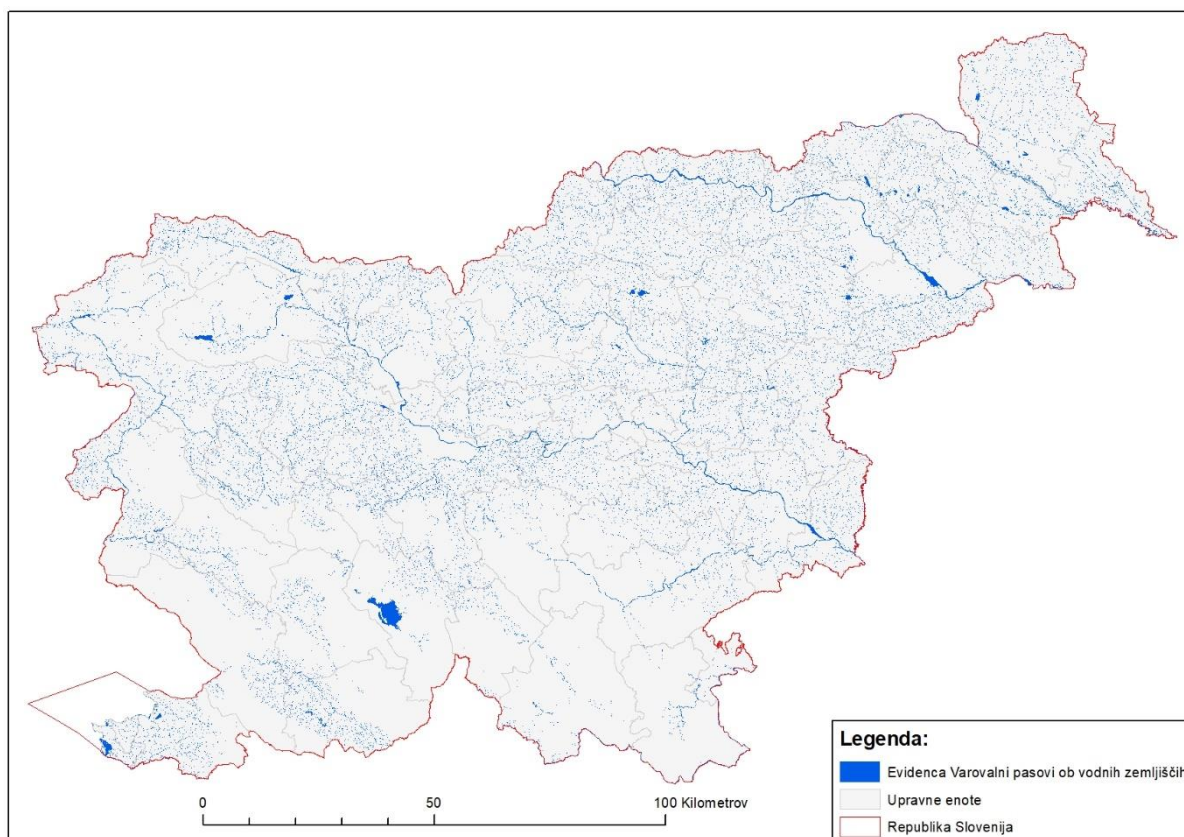 Legenda:
Evidenca Varovalni pasovi ob vodnih zemljiščih
Upravne enote
Republika Slovenija
0 50 100 Kilometrov